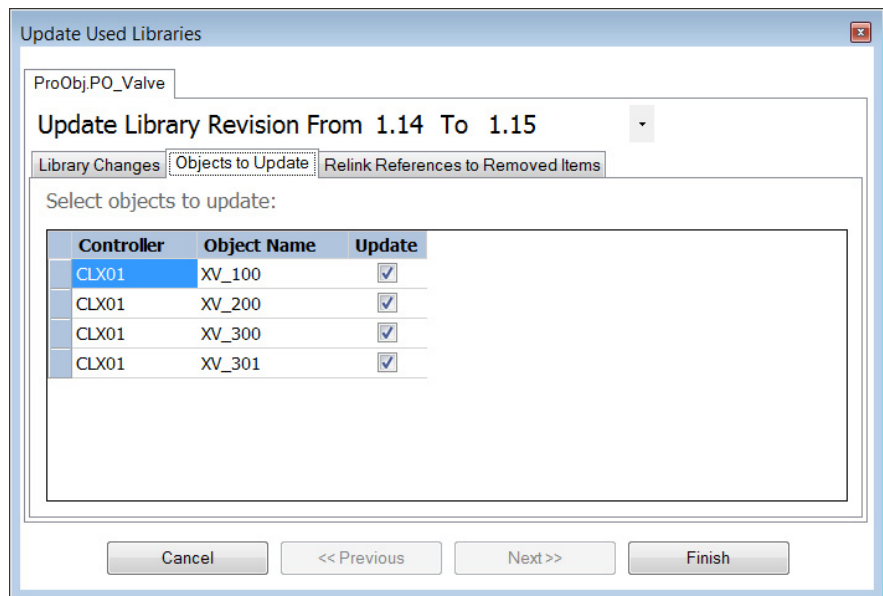 Update Used Libraries
ProObj.PO_Valve
Update Library Revision From 1.14 To 1.15
Library Changes Objects to Update Relink References to Removed Items
Select objects to update:
Controller Object Name Update
CLX01 XV_100
CLX01 XV_200
CLX01 XV_300
CLX01 XV_301
Cancel << Previous Next >> Finish